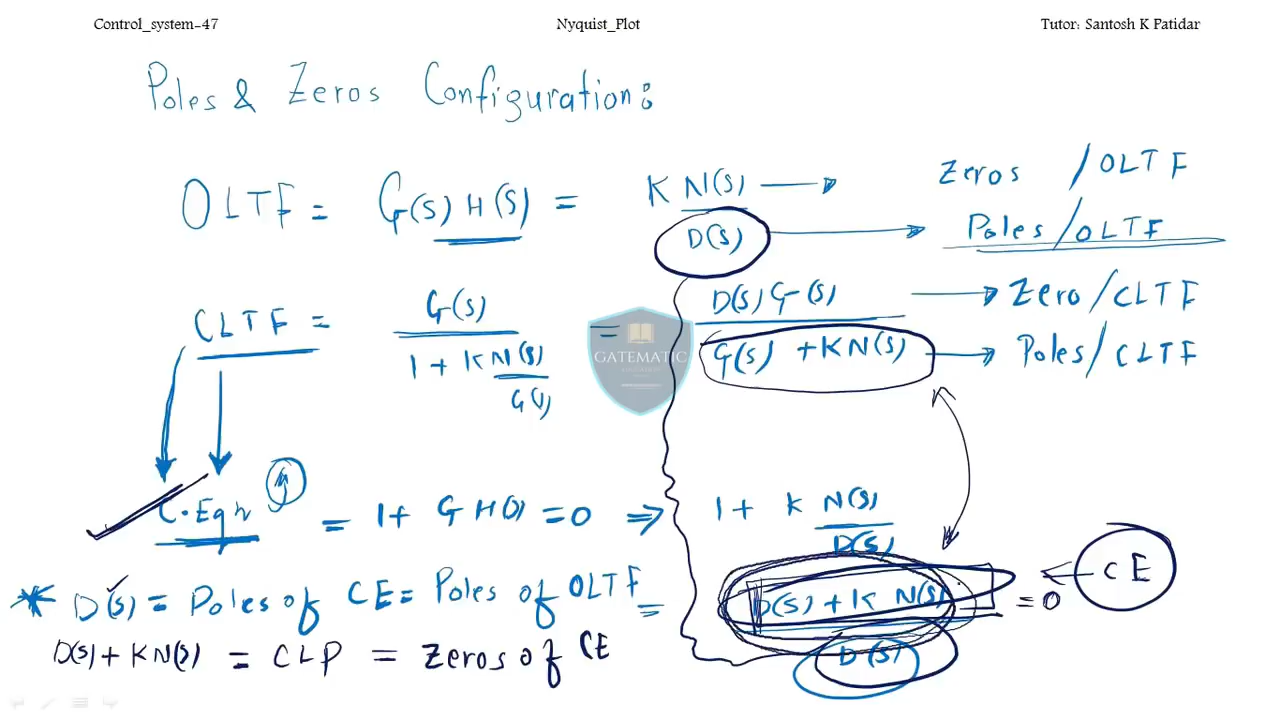 Control_system-47 Nyquist_Plot Tutor: Santosh K Patidar
Poles & Zeros Configuration:
OLTF = G(s) H(s) = K N(s) → Zeros / OLTF
D(s) → Poles / OLTF
CLTF = G(s) = D(s) G(s) → Zero / CLTF
1 + K N(s) G(s) + K N(s) → Poles / CLTF
G(s)
GATEMATIC
C. Eqn = 1 + G H(s) = 0 ⇒ 1 + K N(s)
D(s)
D(s) = Poles of CE = Poles of OLTF = D(s) + K N(s) = 0 ← CE
D(s)
D(s) + K N(s) = CLP = Zeros of CE